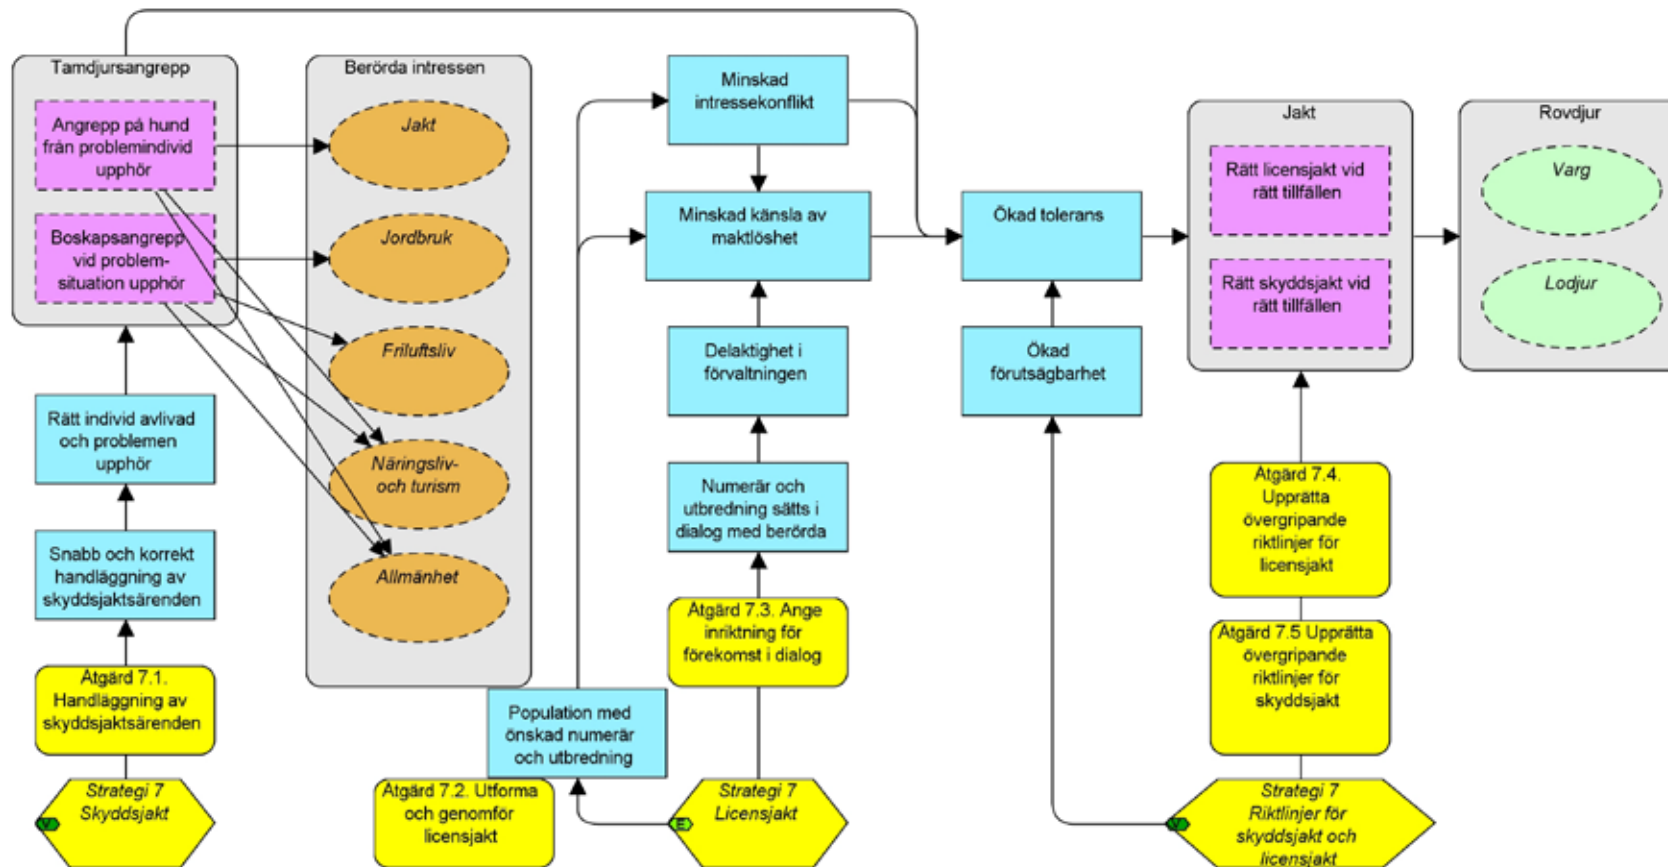 Tamdjursangrepp
Angrepp på hund
från problemindivid
upphör
Boskapsangrepp
vid problem-
situation upphör
Rätt individ avlivad
och problemen
upphör
Snabb och korrekt
handläggning av
skyddsjaktsärenden
Åtgärd 7.1.
Handläggning av
skyddsjaktsärenden
Strategi 7
Skyddsjakt
V
Berörda intressen
Jakt
Jordbruk
Friluftsliv
Näringsliv-
och turism
Allmänhet
Åtgärd 7.2. Utforma
och genomför
licensjakt
Population med
önskad numerär
och utbredning
Minskad
intressekonflikt
Minskad känsla av
maktlöshet
Delaktighet i
förvaltningen
Numerär och
utbredning sätts i
dialog med berörda
Åtgärd 7.3. Ange
inriktning för
förekomst i dialog
Strategi 7
Licensjakt
E
Ökad tolerans
Ökad
förutsägbarhet
Jakt
Rätt licensjakt vid
rätt tillfällen
Rätt skyddsjakt vid
rätt tillfällen
Åtgärd 7.4.
Upprätta
övergripande
riktlinjer för
licensjakt
Åtgärd 7.5 Upprätta
övergripande
riktlinjer för
skyddsjakt
Strategi 7
Riktlinjer för
skyddsjakt och
licensjakt
V
Rovdjur
Varg
Lodjur